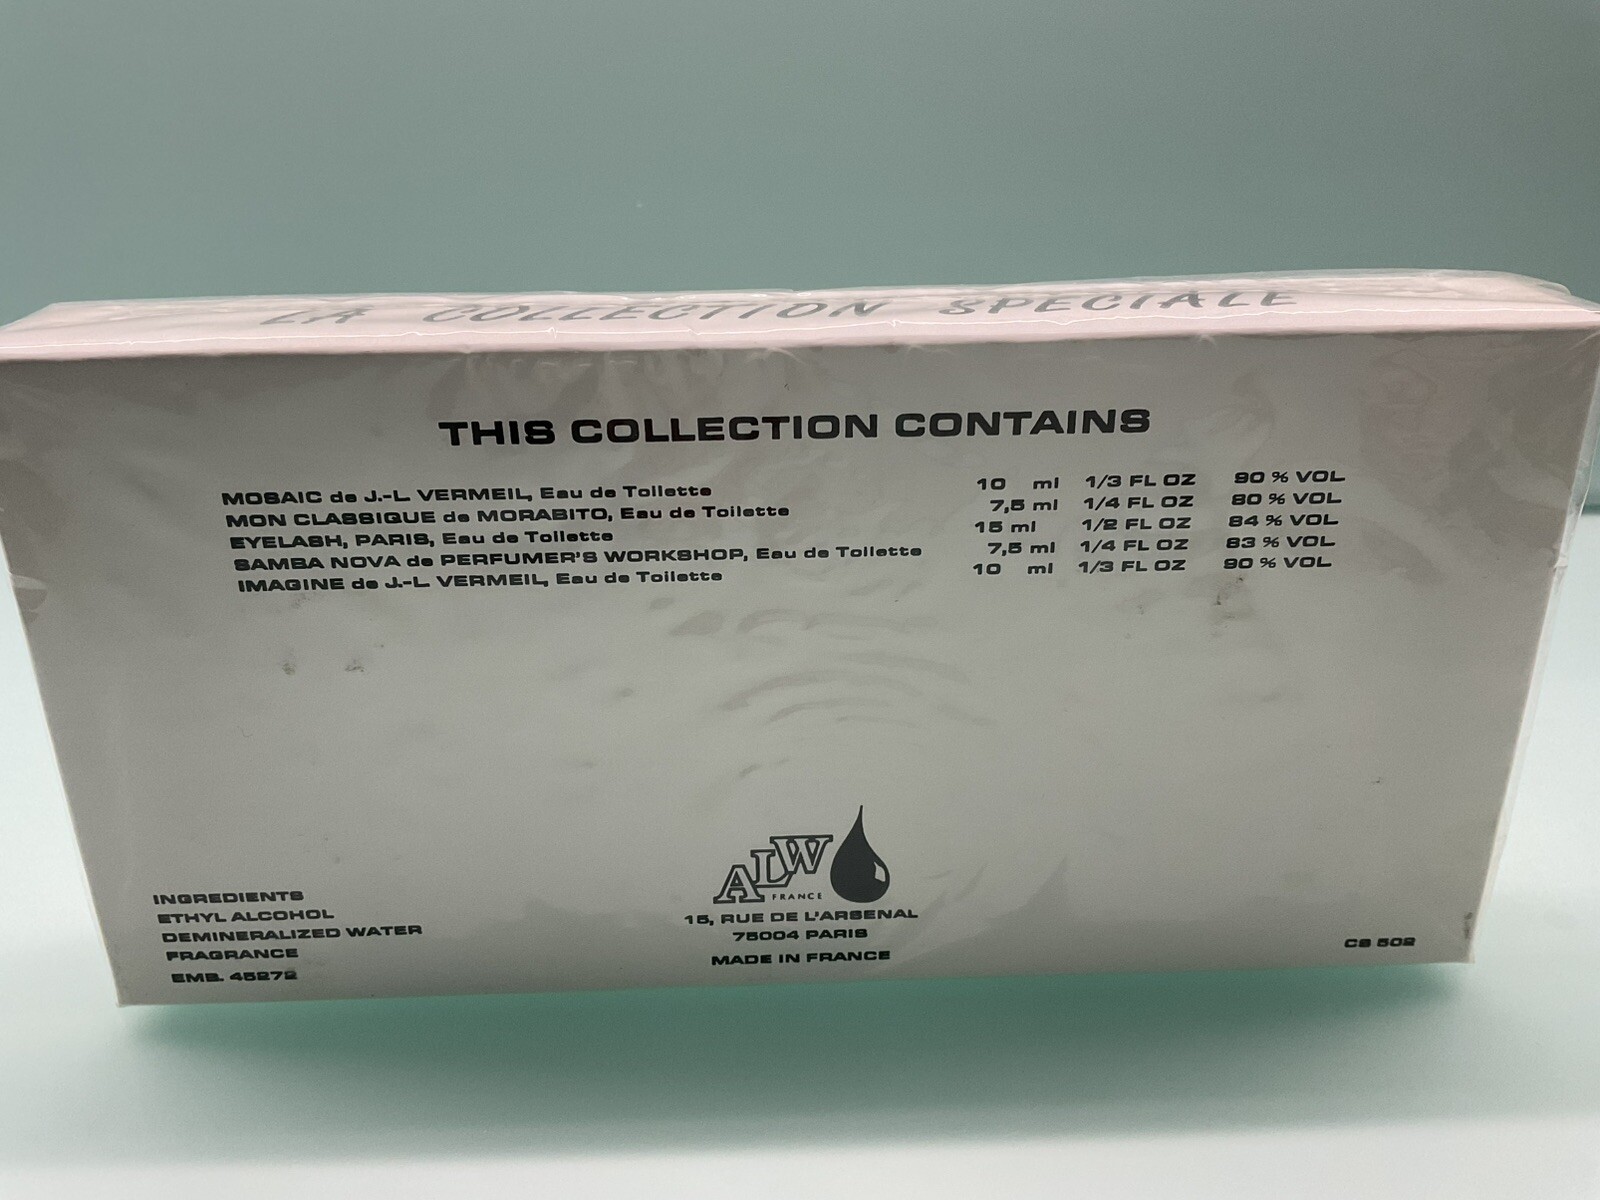 LA COLLECTION SPECIALE
THIS COLLECTION CONTAINS
MOSAIC de J.-L VERMEIL, Eau de Toilette 10 ml 1/3 FL OZ 90 % VOL
MON CLASSIQUE de MORABITO, Eau de Toilette 7,5 ml 1/4 FL OZ 80 % VOL
EYELASH, PARIS, Eau de Toilette 15 ml 1/2 FL OZ 84 % VOL
SAMBA NOVA de PERFUMER'S WORKSHOP, Eau de Toilette 7,5 ml 1/4 FL OZ 83 % VOL
IMAGINE de J.-L VERMEIL, Eau de Toilette 10 ml 1/3 FL OZ 90 % VOL
ALW
FRANCE
15, RUE DE L'ARSENAL
75004 PARIS
MADE IN FRANCE
INGREDIENTS
ETHYL ALCOHOL
DEMINERALIZED WATER
FRAGRANCE
EMB. 45272
CS 502